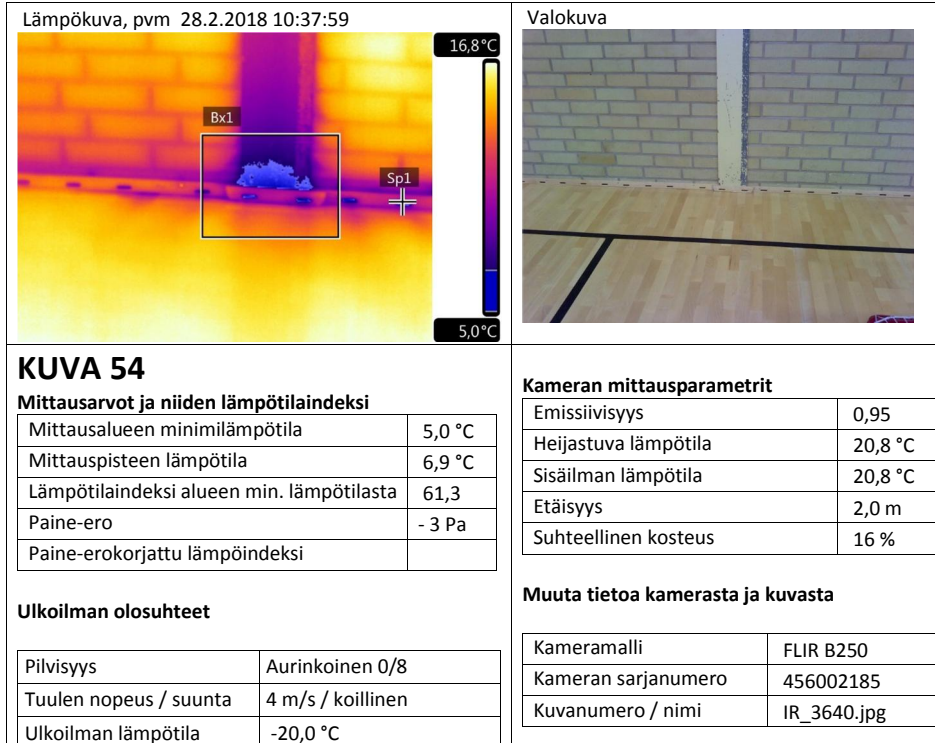 Lämpökuva, pvm 28.2.2018 10:37:59
16,8°C
Bx1
Sp1
5,0°C
KUVA 54
Mittausarvot ja niiden lämpötilaindeksi
Mittausalueen minimilämpötila 5,0 °C
Mittauspisteen lämpötila 6,9 °C
Lämpötilaindeksi alueen min. lämpötilasta 61,3
Paine-ero - 3 Pa
Paine-erokorjattu lämpöindeksi
Ulkoilman olosuhteet
Pilvisyys Aurinkoinen 0/8
Tuulen nopeus / suunta 4 m/s / koillinen
Ulkoilman lämpötila -20,0 °C
Valokuva
Kameran mittausparametrit
Emissiivisyys 0,95
Heijastuva lämpötila 20,8 °C
Sisäilman lämpötila 20,8 °C
Etäisyys 2,0 m
Suhteellinen kosteus 16 %
Muuta tietoa kamerasta ja kuvasta
Kameramalli FLIR B250
Kameran sarjanumero 456002185
Kuvanumero / nimi IR_3640.jpg